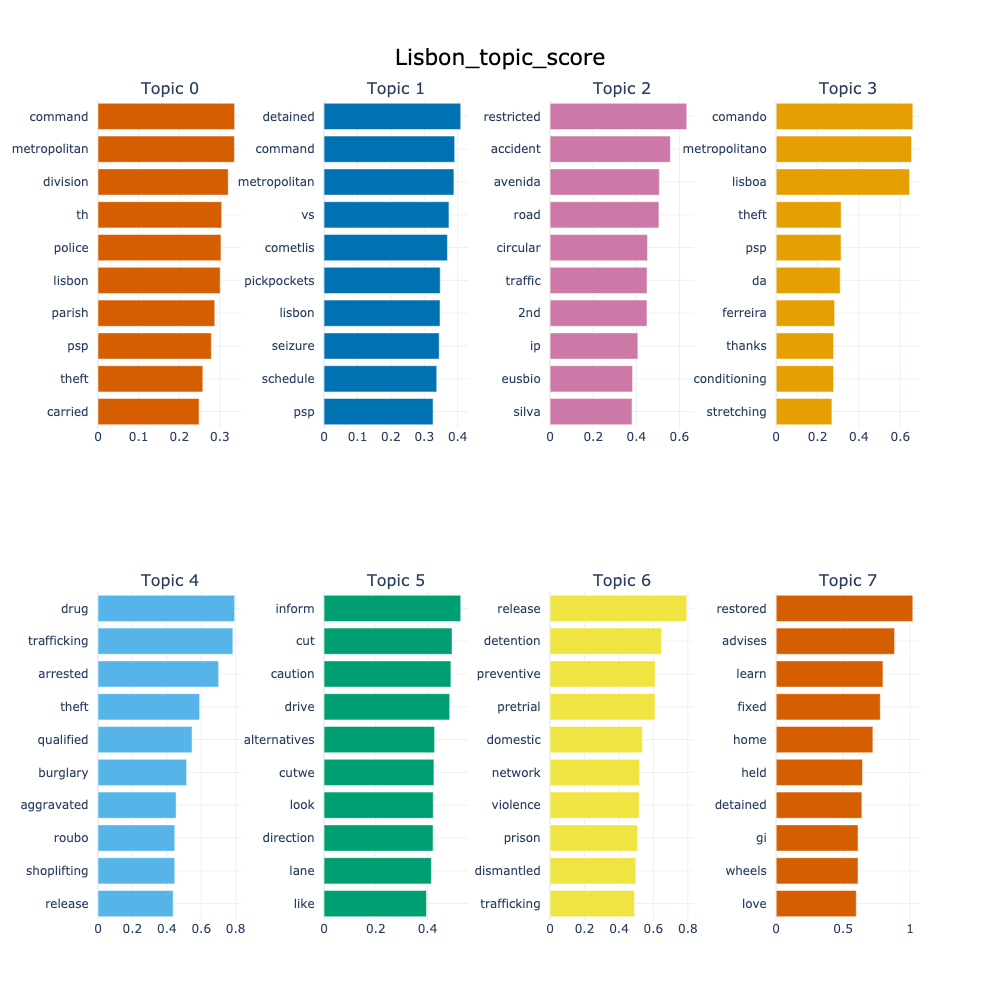 Lisbon_topic_score
Topic 0
command
metropolitan
division
th
police
lisbon
parish
psp
theft
carried
0 0.1 0.2 0.3
Topic 1
detained
command
metropolitan
vs
cometlis
pickpockets
lisbon
seizure
schedule
psp
0 0.1 0.2 0.3 0.4
Topic 2
restricted
accident
avenida
road
circular
traffic
2nd
ip
eusbio
silva
0 0.2 0.4 0.6
Topic 3
comando
metropolitano
lisboa
theft
psp
da
ferreira
thanks
conditioning
stretching
0 0.2 0.4 0.6
Topic 4
drug
trafficking
arrested
theft
qualified
burglary
aggravated
roubo
shoplifting
release
0 0.2 0.4 0.6 0.8
Topic 5
inform
cut
caution
drive
alternatives
cutwe
look
direction
lane
like
0 0.2 0.4
Topic 6
release
detention
preventive
pretrial
domestic
network
violence
prison
dismantled
trafficking
0 0.2 0.4 0.6 0.8
Topic 7
restored
advises
learn
fixed
home
held
detained
gi
wheels
love
0 0.5 1